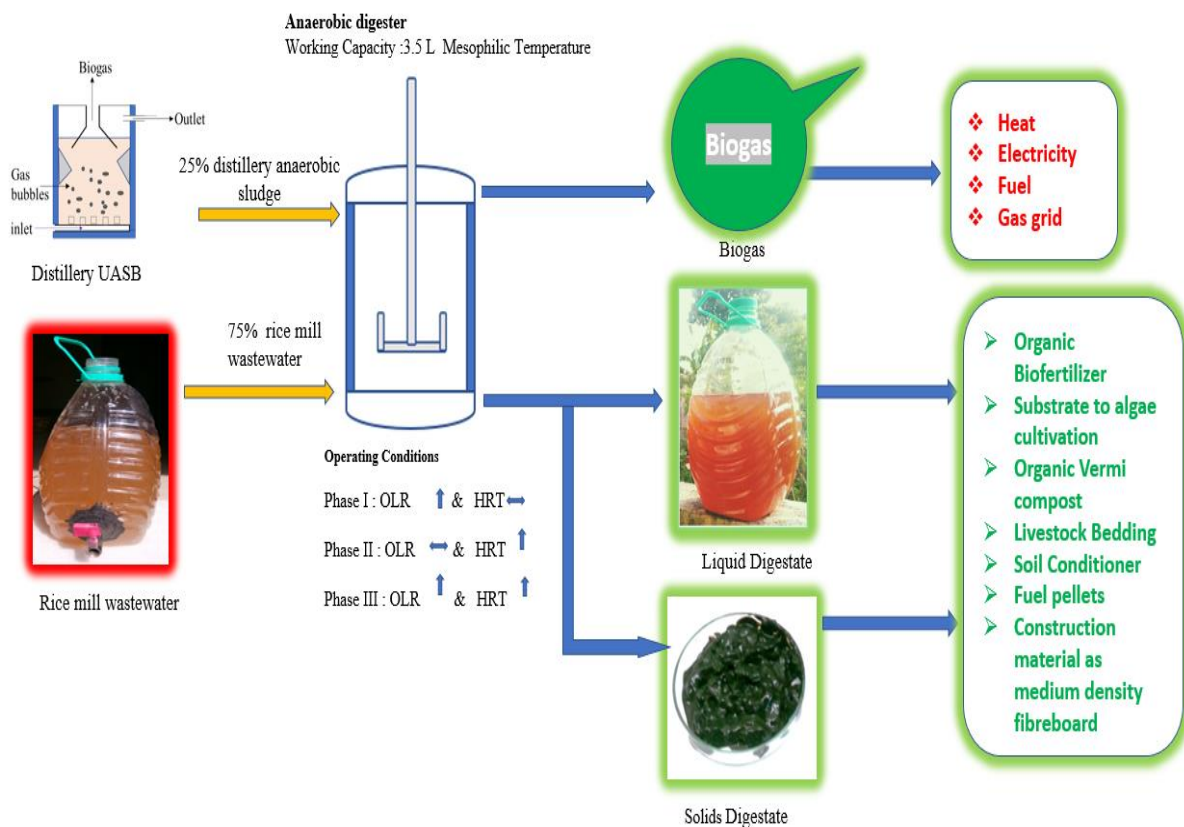 Anaerobic digester
Working Capacity :3.5 L Mesophilic Temperature
Biogas
Outlet
Gas
bubbles
inlet
Distillery UASB
25% distillery anaerobic
sludge
75% rice mill
wastewater
Rice mill wastewater
Operating Conditions
Phase I : OLR & HRT
Phase II : OLR & HRT
Phase III : OLR & HRT
Biogas
Biogas
Heat
Electricity
Fuel
Gas grid
Liquid Digestate
Solids Digestate
Organic
Biofertilizer
Substrate to algae
cultivation
Organic Vermi
compost
Livestock Bedding
Soil Conditioner
Fuel pellets
Construction
material as
medium density
fibreboard